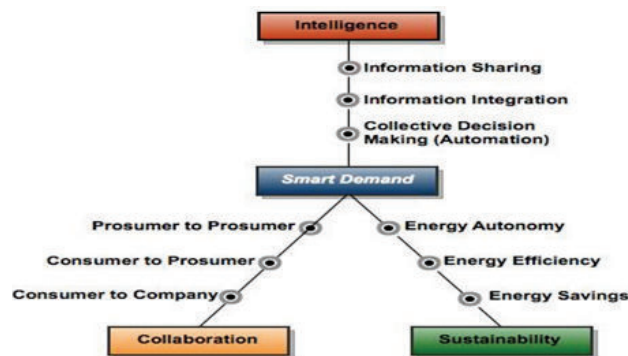 Intelligence
Information Sharing
Information Integration
Collective Decision
Making (Automation)
Smart Demand
Prosumer to Prosumer
Energy Autonomy
Consumer to Prosumer
Energy Efficiency
Consumer to Company
Energy Savings
Collaboration
Sustainability